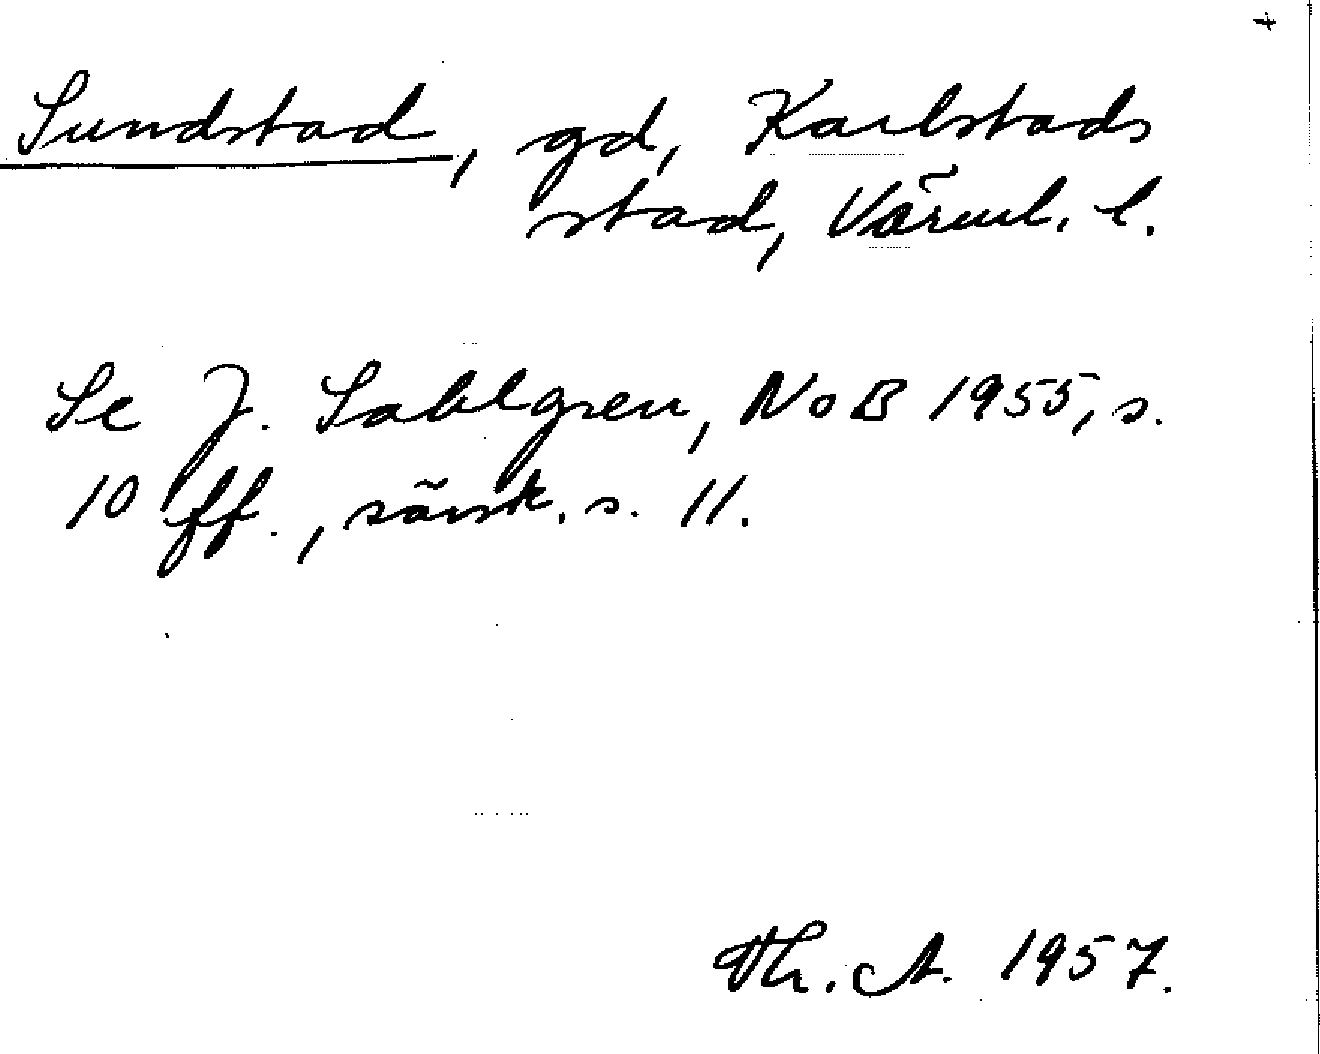 Sundstad, gd, Karlstads
stad, Värml. l.
Se J. Sahlgren, NoB 1955, s.
10 ff., särsk. s. 11.
Th. A. 1957.